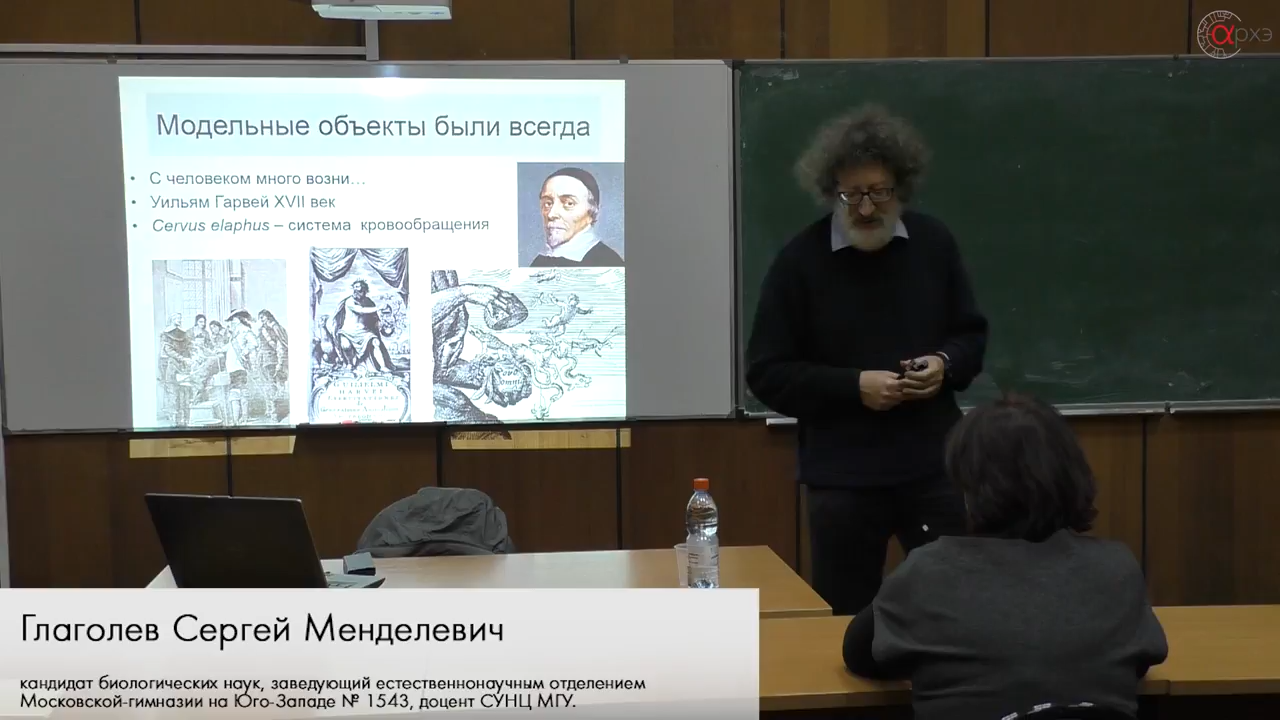 αрхэ
Модельные объекты были всегда
• С человеком много возни…
• Уильям Гарвей XVII век
• Cervus elaphus – система кровообращения
Глаголев Сергей Менделевич
кандидат биологических наук, заведующий естественнонаучным отделением
Московской-гимназии на Юго-Западе № 1543, доцент СУНЦ МГУ.